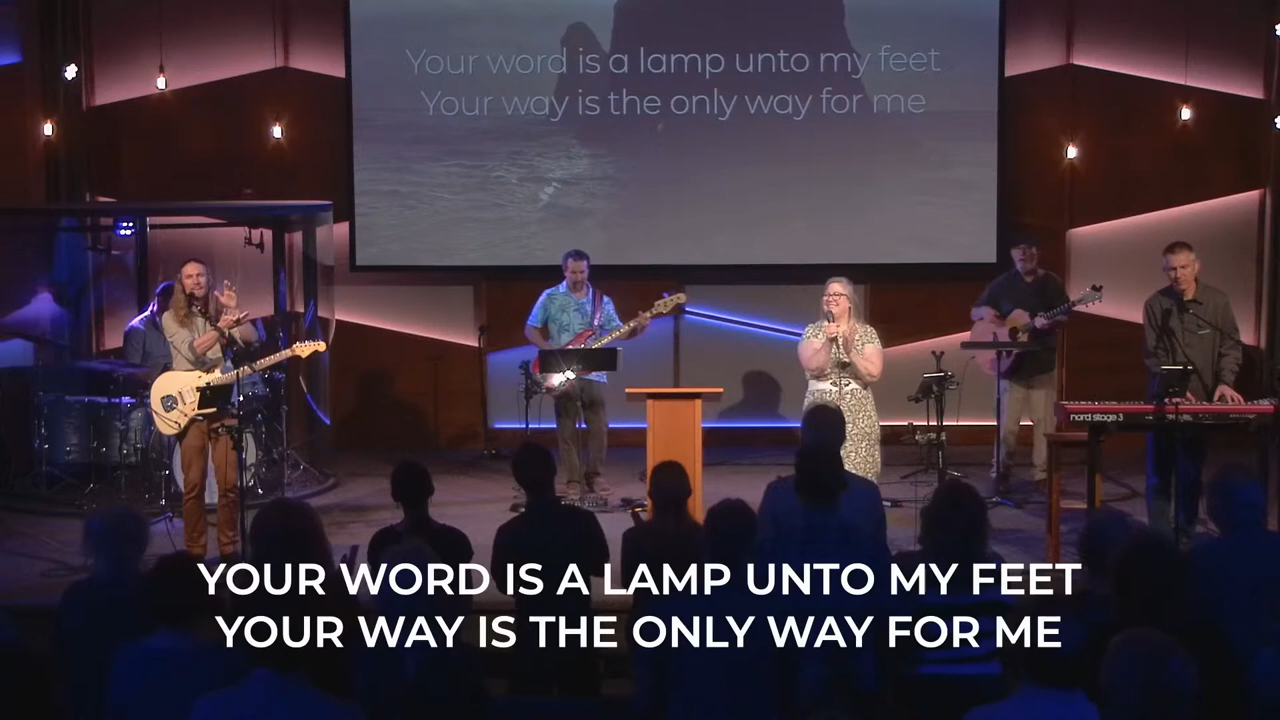 Your word is a lamp unto my feet
Your way is the only way for me
nord stage 3
YOUR WORD IS A LAMP UNTO MY FEET
YOUR WAY IS THE ONLY WAY FOR ME